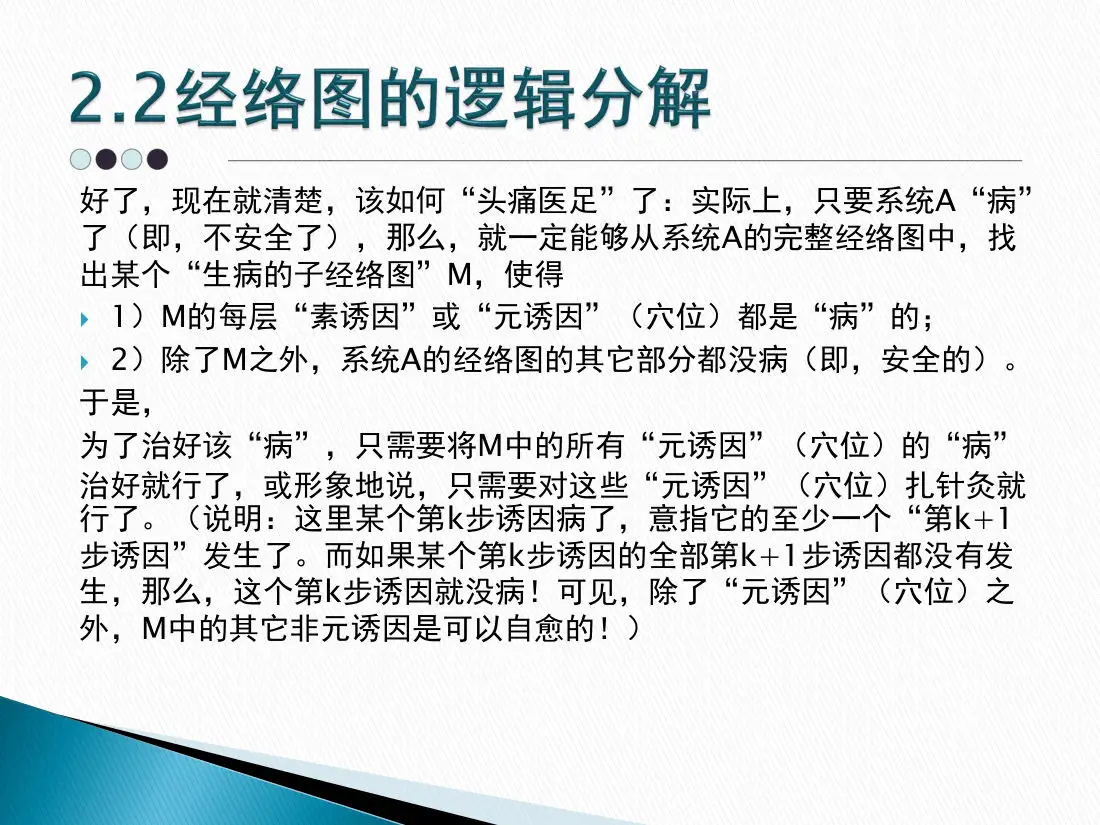 2.2经络图的逻辑分解
好了，现在就清楚，该如何“头痛医足”了：实际上，只要系统A“病”
了（即，不安全了），那么，就一定能够从系统A的完整经络图中，找
出某个“生病的子经络图”M，使得
1）M的每层“素诱因”或“元诱因”（穴位）都是“病”的；
2）除了M之外，系统A的经络图的其它部分都没病（即，安全的）。
于是，
为了治好该“病”，只需要将M中的所有“元诱因”（穴位）的“病”
治好就行了，或形象地说，只需要对这些“元诱因”（穴位）扎针灸就
行了。（说明：这里某个第k步诱因病了，意指它的至少一个“第k+1
步诱因”发生了。而如果某个第k步诱因的全部第k+1步诱因都没有发
生，那么，这个第k步诱因就没病！可见，除了“元诱因”（穴位）之
外，M中的其它非元诱因是可以自愈的！）